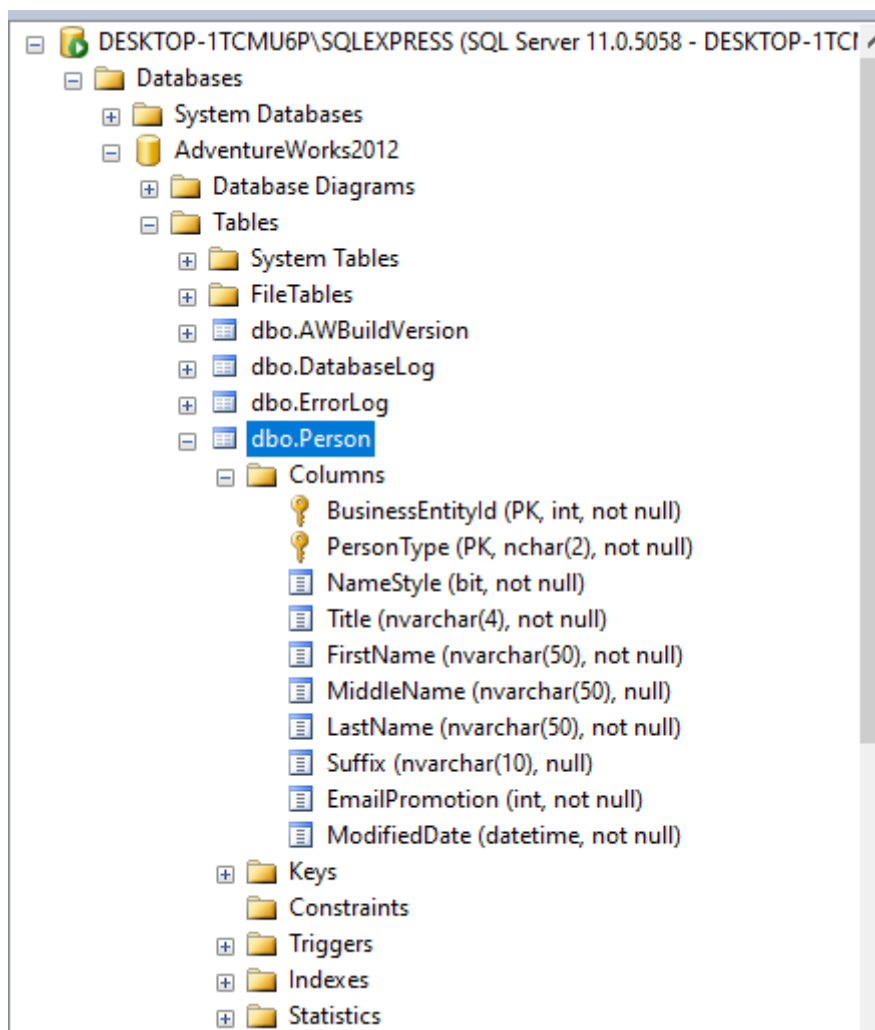 DESKTOP-1TCMU6P\SQLEXPRESS (SQL Server 11.0.5058 - DESKTOP-1TCM
Databases
System Databases
AdventureWorks2012
Database Diagrams
Tables
System Tables
FileTables
dbo.AWBuildVersion
dbo.DatabaseLog
dbo.ErrorLog
dbo.Person
Columns
BusinessEntityId (PK, int, not null)
PersonType (PK, nchar(2), not null)
NameStyle (bit, not null)
Title (nvarchar(4), not null)
FirstName (nvarchar(50), not null)
MiddleName (nvarchar(50), null)
LastName (nvarchar(50), not null)
Suffix (nvarchar(10), null)
EmailPromotion (int, not null)
ModifiedDate (datetime, not null)
Keys
Constraints
Triggers
Indexes
Statistics